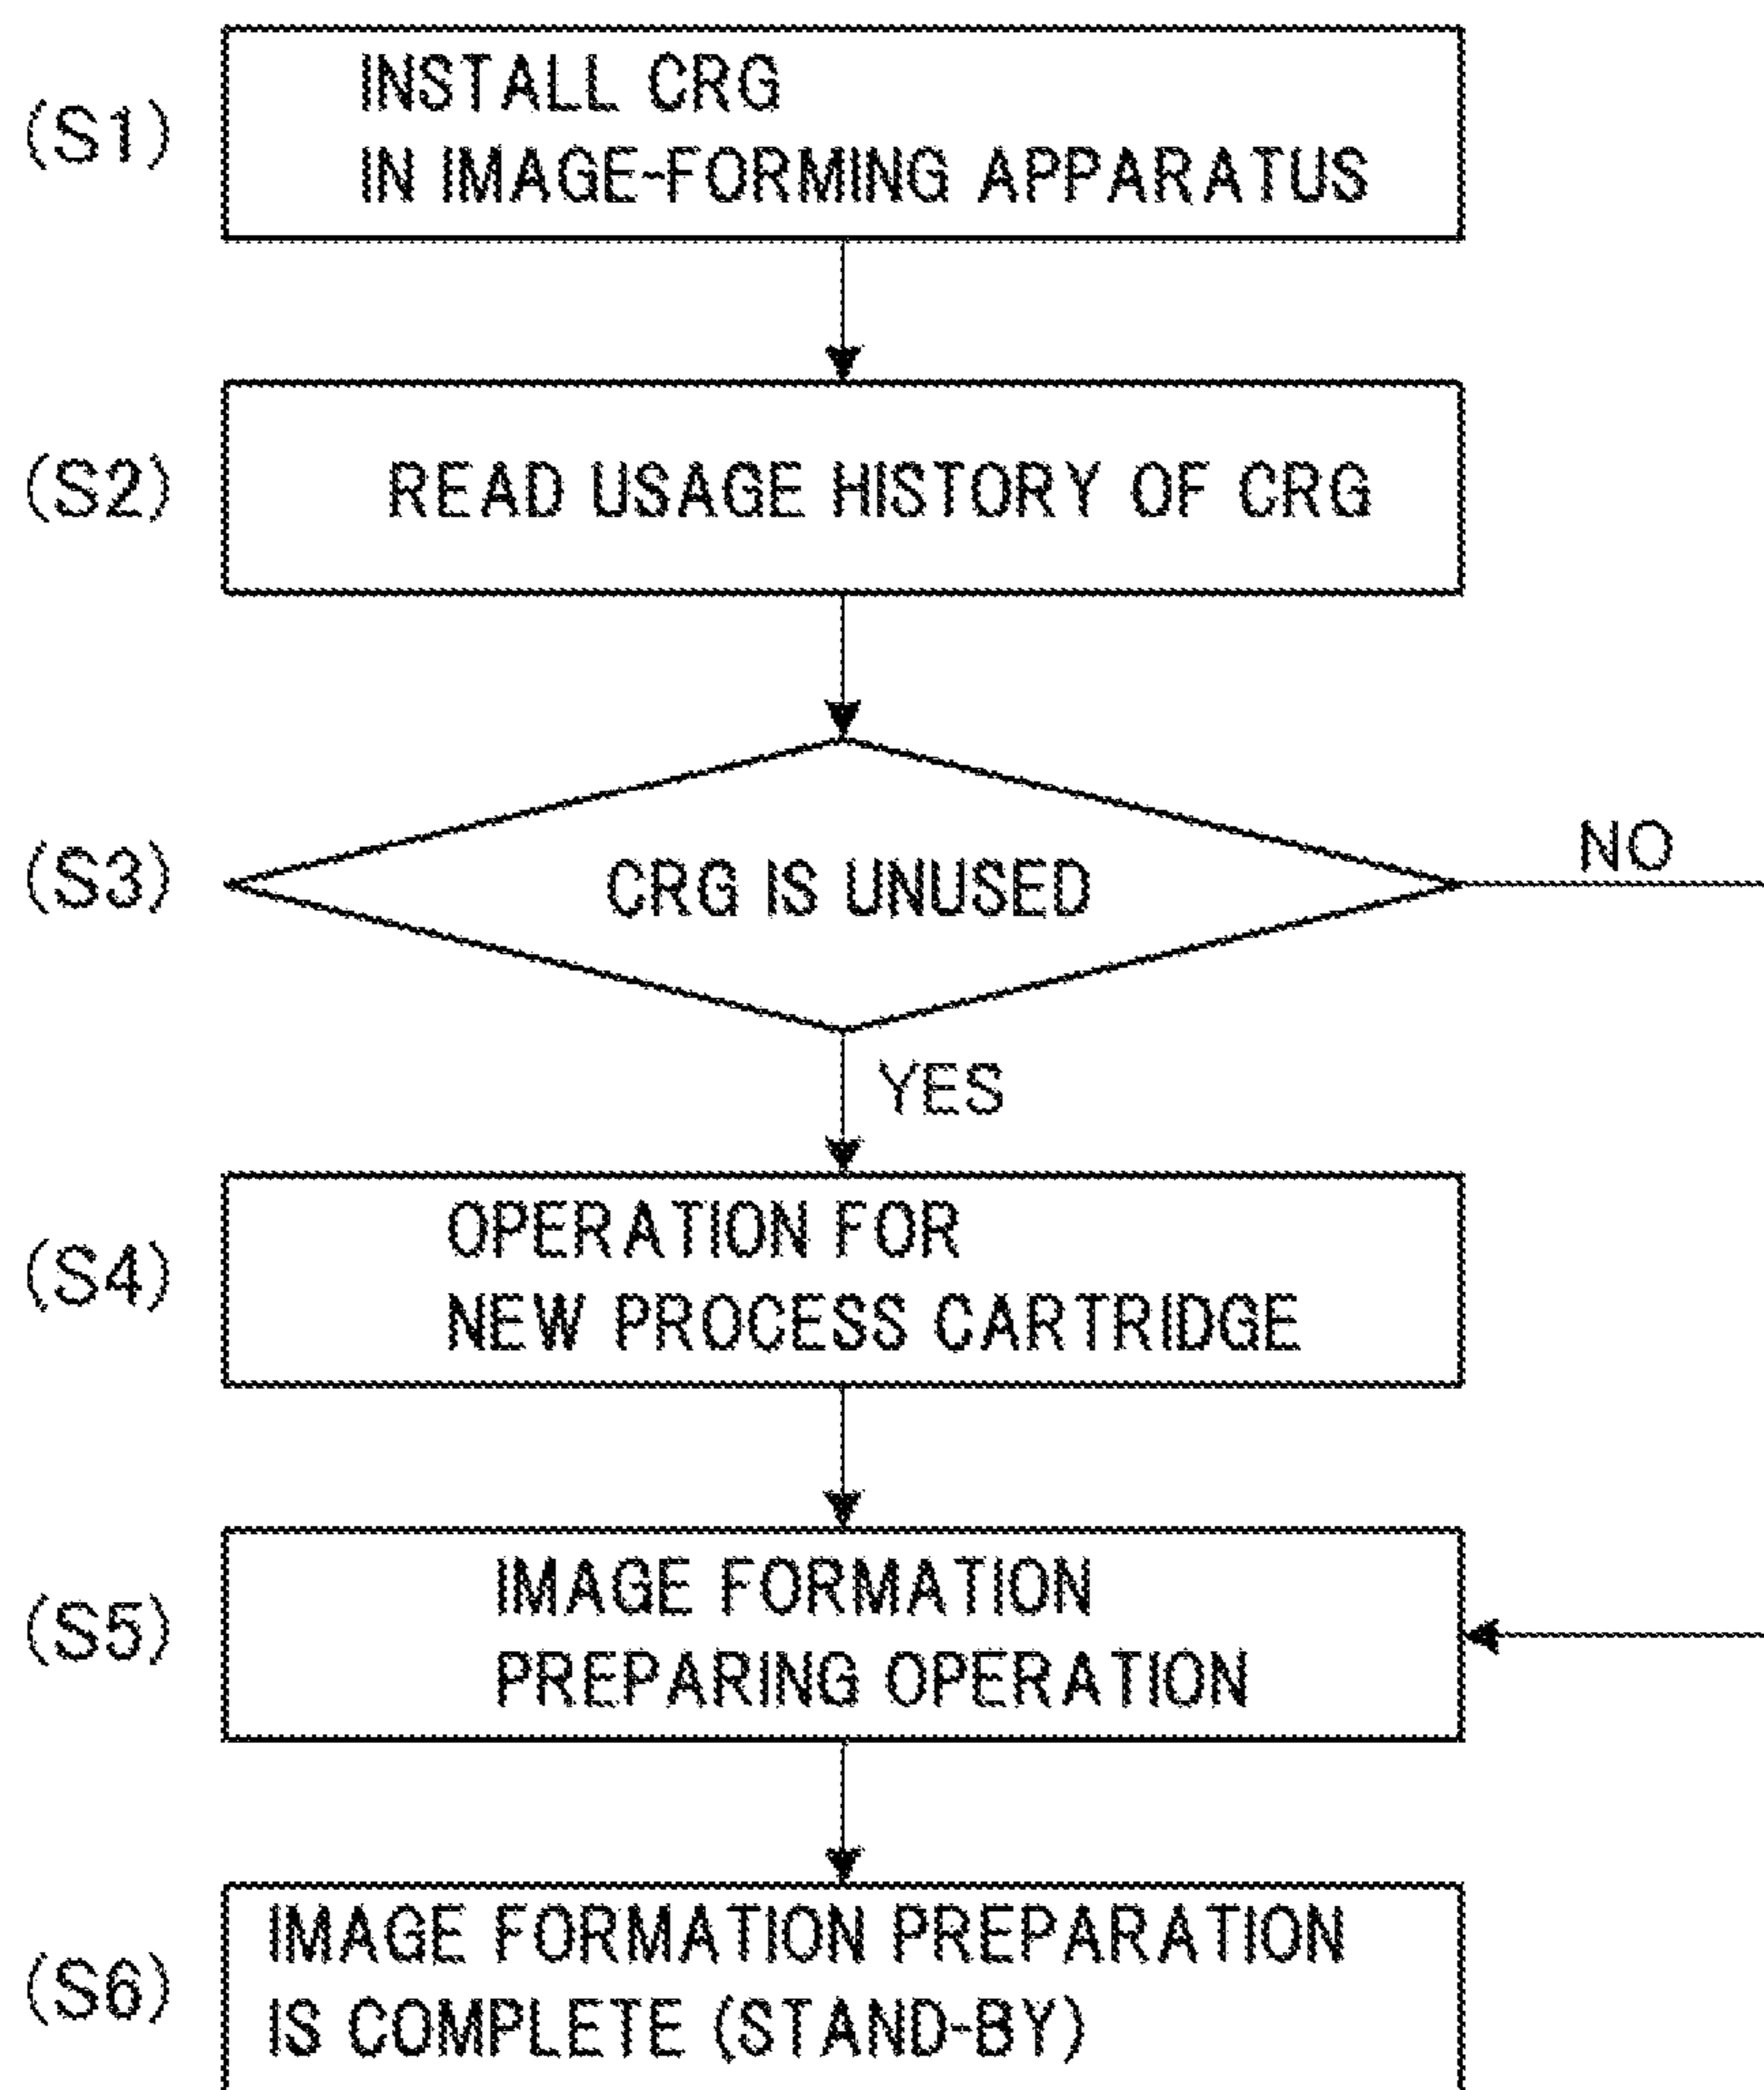 (S1)
INSTALL CRG
IN IMAGE-FORMING APPARATUS
(S2)
READ USAGE HISTORY OF CRG
(S3)
CRG IS UNUSED
NO
YES
(S4)
OPERATION FOR
NEW PROCESS CARTRIDGE
(S5)
IMAGE FORMATION
PREPARING OPERATION
(S6)
IMAGE FORMATION PREPARATION
IS COMPLETE (STAND-BY)